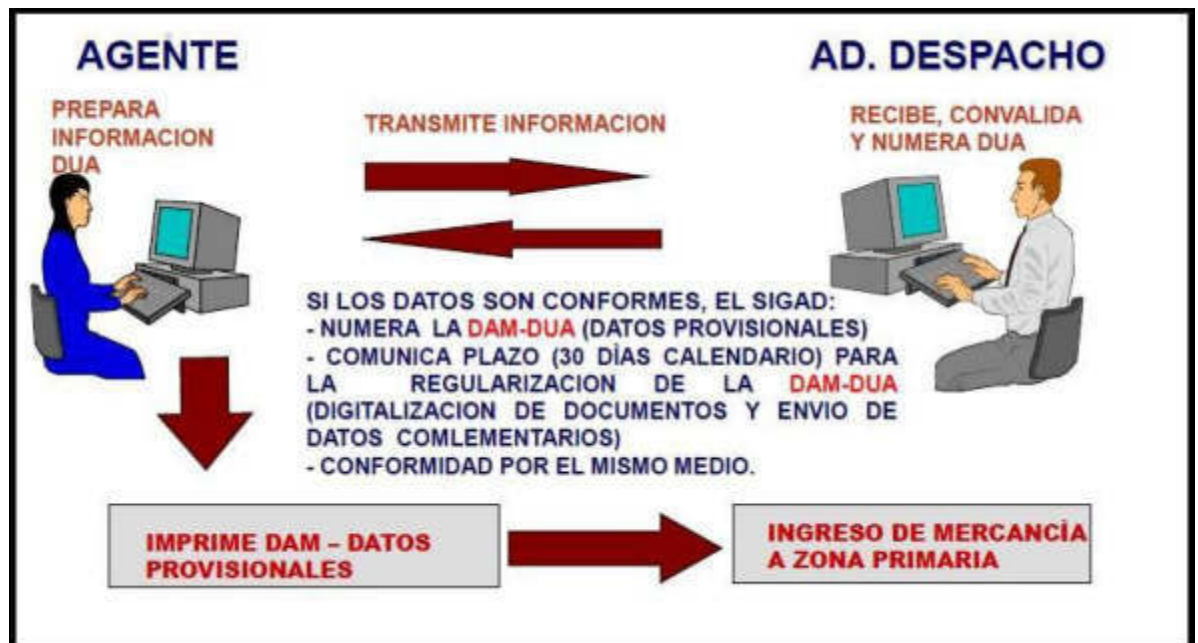 AGENTE
AD. DESPACHO
PREPARA
INFORMACION
DUA
TRANSMITE INFORMACION
RECIBE, CONVALIDA
Y NUMERA DUA
SI LOS DATOS SON CONFORMES, EL SIGAD:
- NUMERA LA DAM-DUA (DATOS PROVISIONALES)
- COMUNICA PLAZO (30 DÌAS CALENDARIO) PARA
LA REGULARIZACION DE LA DAM-DUA
(DIGITALIZACION DE DOCUMENTOS Y ENVIO DE
DATOS COMLEMENTARIOS)
- CONFORMIDAD POR EL MISMO MEDIO.
IMPRIME DAM – DATOS
PROVISIONALES
INGRESO DE MERCANCÌA
A ZONA PRIMARIA